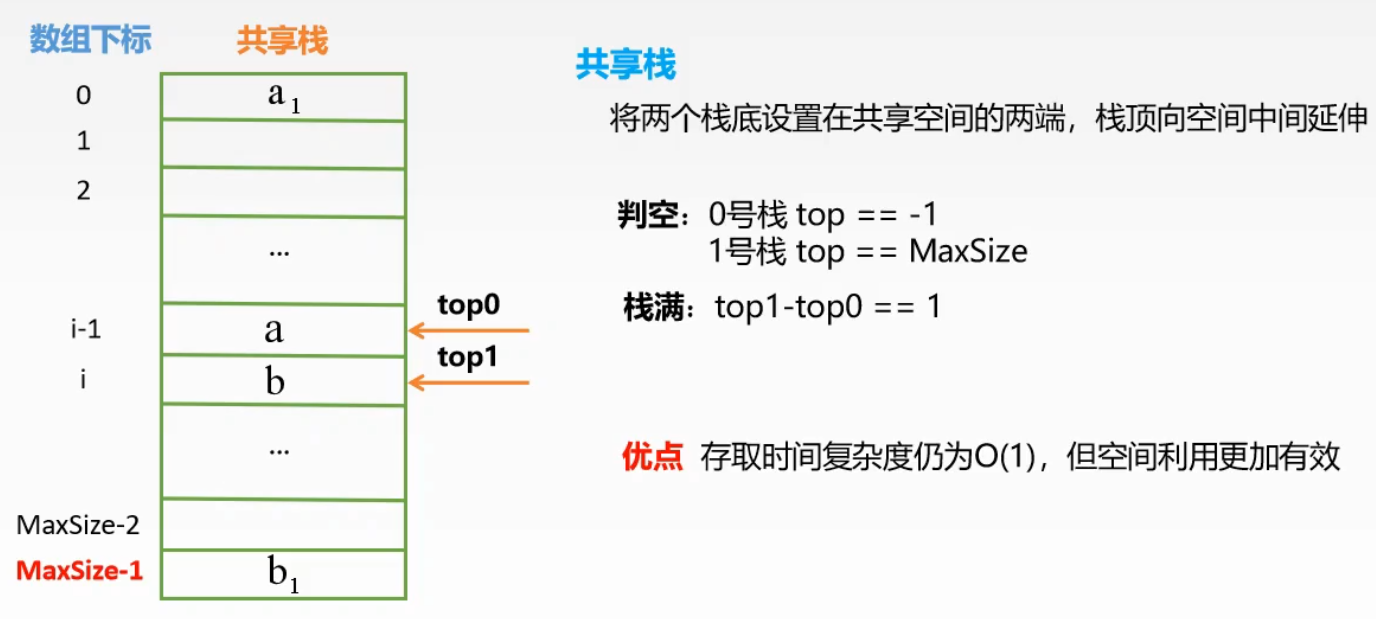 数组下标
共享栈
0
a1
1
2
...
i-1
a
top0
i
b
top1
...
MaxSize-2
MaxSize-1
b1
共享栈
将两个栈底设置在共享空间的两端，栈顶向空间中间延伸
判空：0号栈 top == -1
1号栈 top == MaxSize
栈满：top1-top0 == 1
优点 存取时间复杂度仍为O(1)，但空间利用更加有效